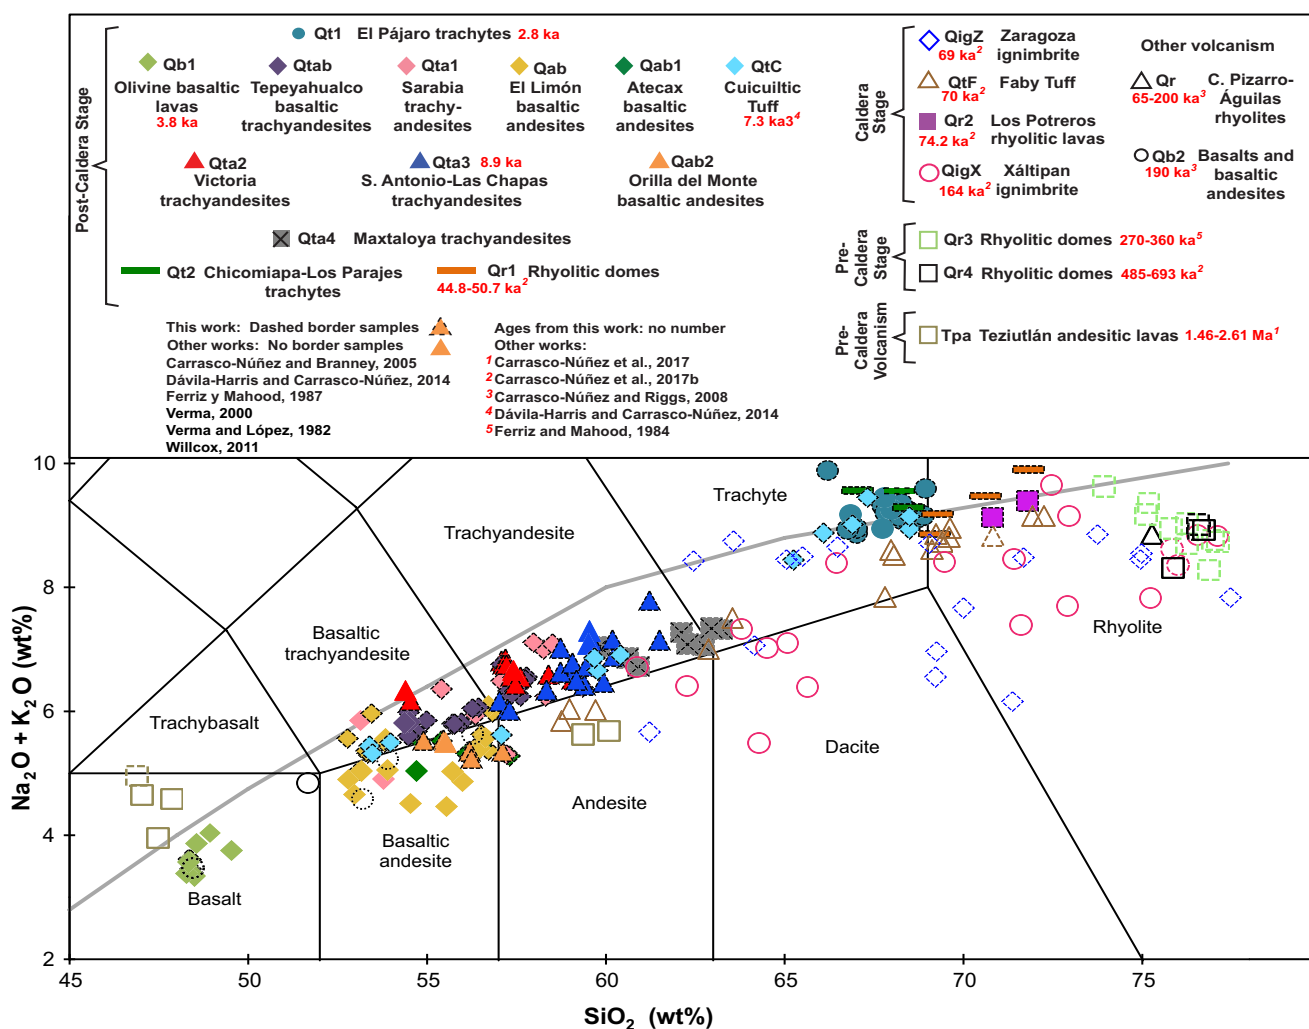 Post-Caldera Stage
Qt1 El Pájaro trachytes 2.8 ka
Qb1
Olivine basaltic
lavas
3.8 ka
Qtab
Tepeyahualco
basaltic
trachyandesites
Qta1
Sarabia
trachy-
andesites
Qab
El Limón
basaltic
andesites
Qab1
Atecax
basaltic
andesites
QtC
Cuicuiltic
Tuff
7.3 ka3⁴
Qta2
Victoria
trachyandesites
Qta3 8.9 ka
S. Antonio-Las Chapas
trachyandesites
Qab2
Orilla del Monte
basaltic andesites
Qta4 Maxtaloya trachyandesites
Qt2 Chicomiapa-Los Parajes
trachytes
Qr1 Rhyolitic domes
44.8-50.7 ka²
This work: Dashed border samples
Other works: No border samples
Carrasco-Núñez and Branney, 2005
Dávila-Harris and Carrasco-Núñez, 2014
Ferriz y Mahood, 1987
Verma, 2000
Verma and López, 1982
Willcox, 2011
Ages from this work: no number
Other works:
¹ Carrasco-Núñez et al., 2017
² Carrasco-Núñez et al., 2017b
³ Carrasco-Núñez and Riggs, 2008
⁴ Dávila-Harris and Carrasco-Núñez, 2014
⁵ Ferriz and Mahood, 1984
Caldera
Stage
QigZ Zaragoza
69 ka² ignimbrite
QtF Faby Tuff
70 ka²
Qr2 Los Potreros
74.2 ka² rhyolitic lavas
QigX Xáltipan
164 ka² ignimbrite
Other volcanism
Qr C. Pizarro-
65-200 ka³ Águilas
rhyolites
Qb2 Basalts and
190 ka³ basaltic
andesites
Pre-
Caldera
Stage
Qr3 Rhyolitic domes 270-360 ka⁵
Qr4 Rhyolitic domes 485-693 ka²
Pre-
Caldera
Volcanism
Tpa Teziutlán andesitic lavas 1.46-2.61 Ma¹
Na₂O + K₂O (wt%)
10
8
6
4
2
Trachyte
Trachyandesite
Basaltic
trachyandesite
Trachybasalt
Rhyolite
Dacite
Andesite
Basaltic
andesite
Basalt
45
50
55
60
65
70
75
SiO₂ (wt%)